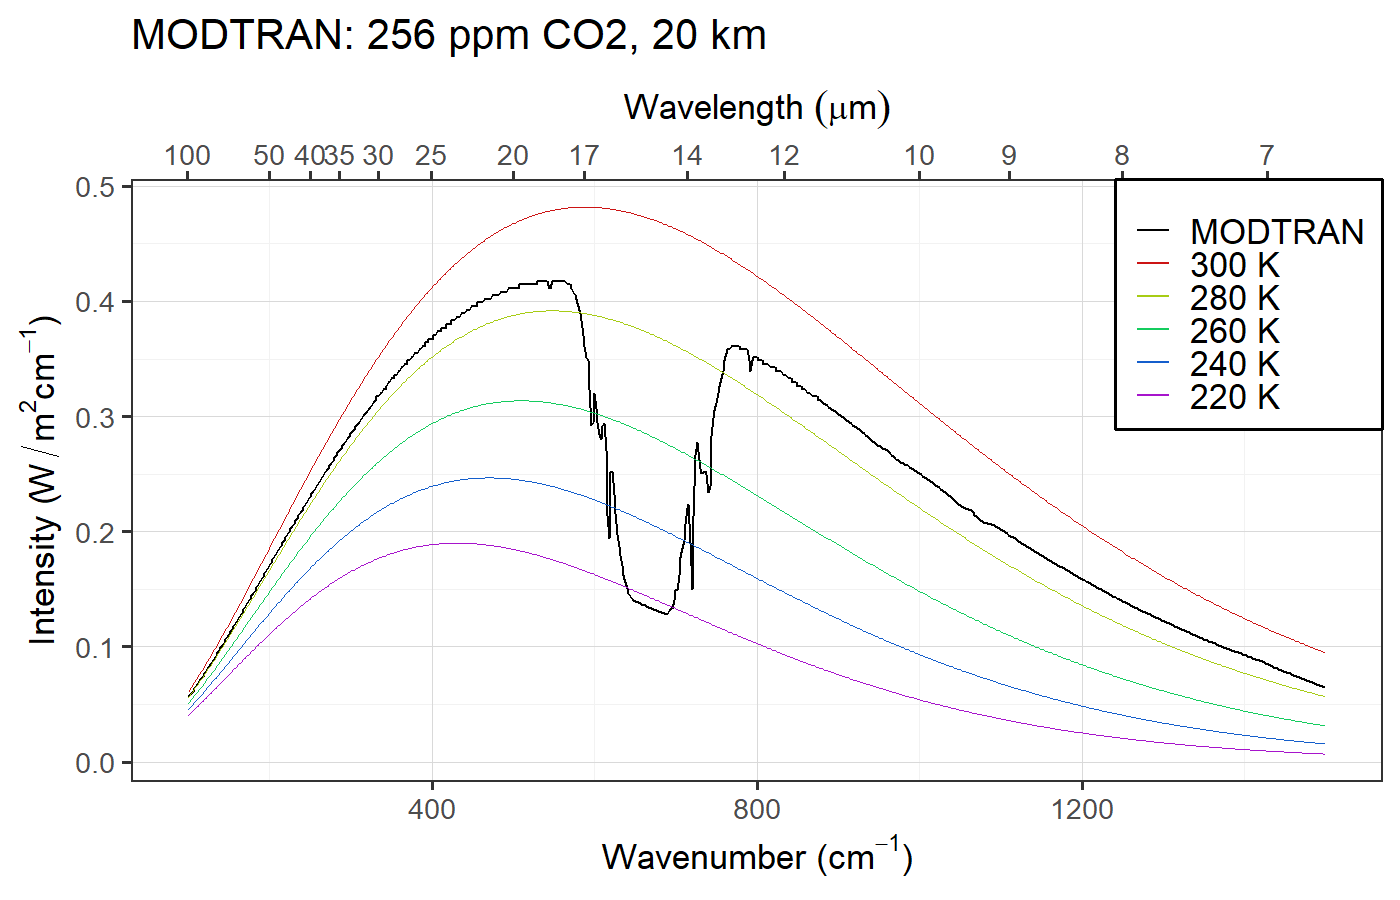 MODTRAN: 256 ppm CO2, 20 km
Wavelength (μm)
100 50 40 35 30 25 20 17 14 12 10 9 8 7
Intensity (W / m²cm⁻¹)
0.5
0.4
0.3
0.2
0.1
0.0
MODTRAN
300 K
280 K
260 K
240 K
220 K
400 800 1200
Wavenumber (cm⁻¹)